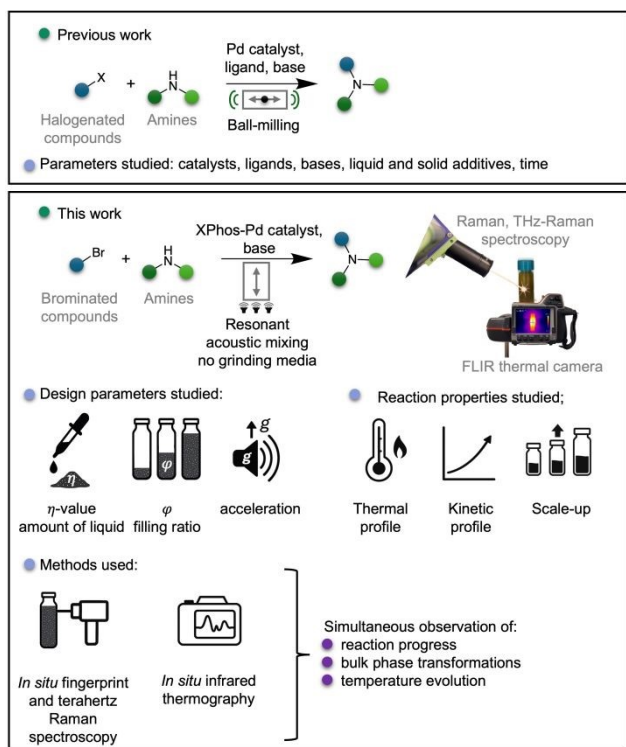 Previous work
X
+
H
N
Pd catalyst,
ligand, base
N
Halogenated
compounds
Amines
Ball-milling
Parameters studied: catalysts, ligands, bases, liquid and solid additives, time
This work
Br
+
H
N
XPhos-Pd catalyst,
base
N
Raman, THz-Raman
spectroscopy
Brominated
compounds
Amines
Resonant
acoustic mixing
no grinding media
FLIR thermal camera
Design parameters studied:
Reaction properties studied;
η
φ
g
g
η-value
amount of liquid
φ
filling ratio
acceleration
Thermal
profile
Kinetic
profile
Scale-up
Methods used:
In situ fingerprint
and terahertz
Raman
spectroscopy
In situ infrared
thermography
Simultaneous observation of:
reaction progress
bulk phase transformations
temperature evolution